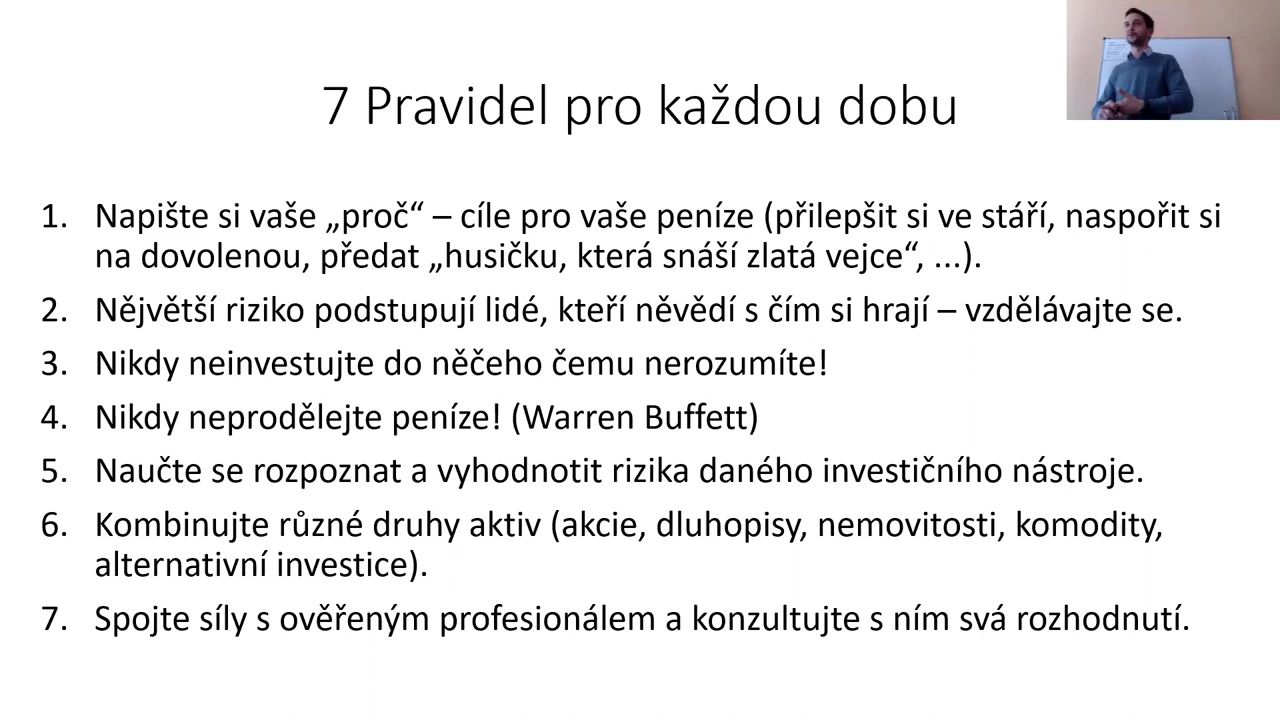 7 Pravidel pro každou dobu
1. Napište si vaše „proč“ – cíle pro vaše peníze (přilepšit si ve stáří, naspořit si
na dovolenou, předat „husičku, která snáší zlatá vejce“, ...).
2. Nějvětší riziko podstupují lidé, kteří něvědí s čím si hrají – vzdělávajte se.
3. Nikdy neinvestujte do něčeho čemu nerozumíte!
4. Nikdy neprodělejte peníze! (Warren Buffett)
5. Naučte se rozpoznat a vyhodnotit rizika daného investičního nástroje.
6. Kombinujte různé druhy aktiv (akcie, dluhopisy, nemovitosti, komodity,
alternativní investice).
7. Spojte síly s ověřeným profesionálem a konzultujte s ním svá rozhodnutí.